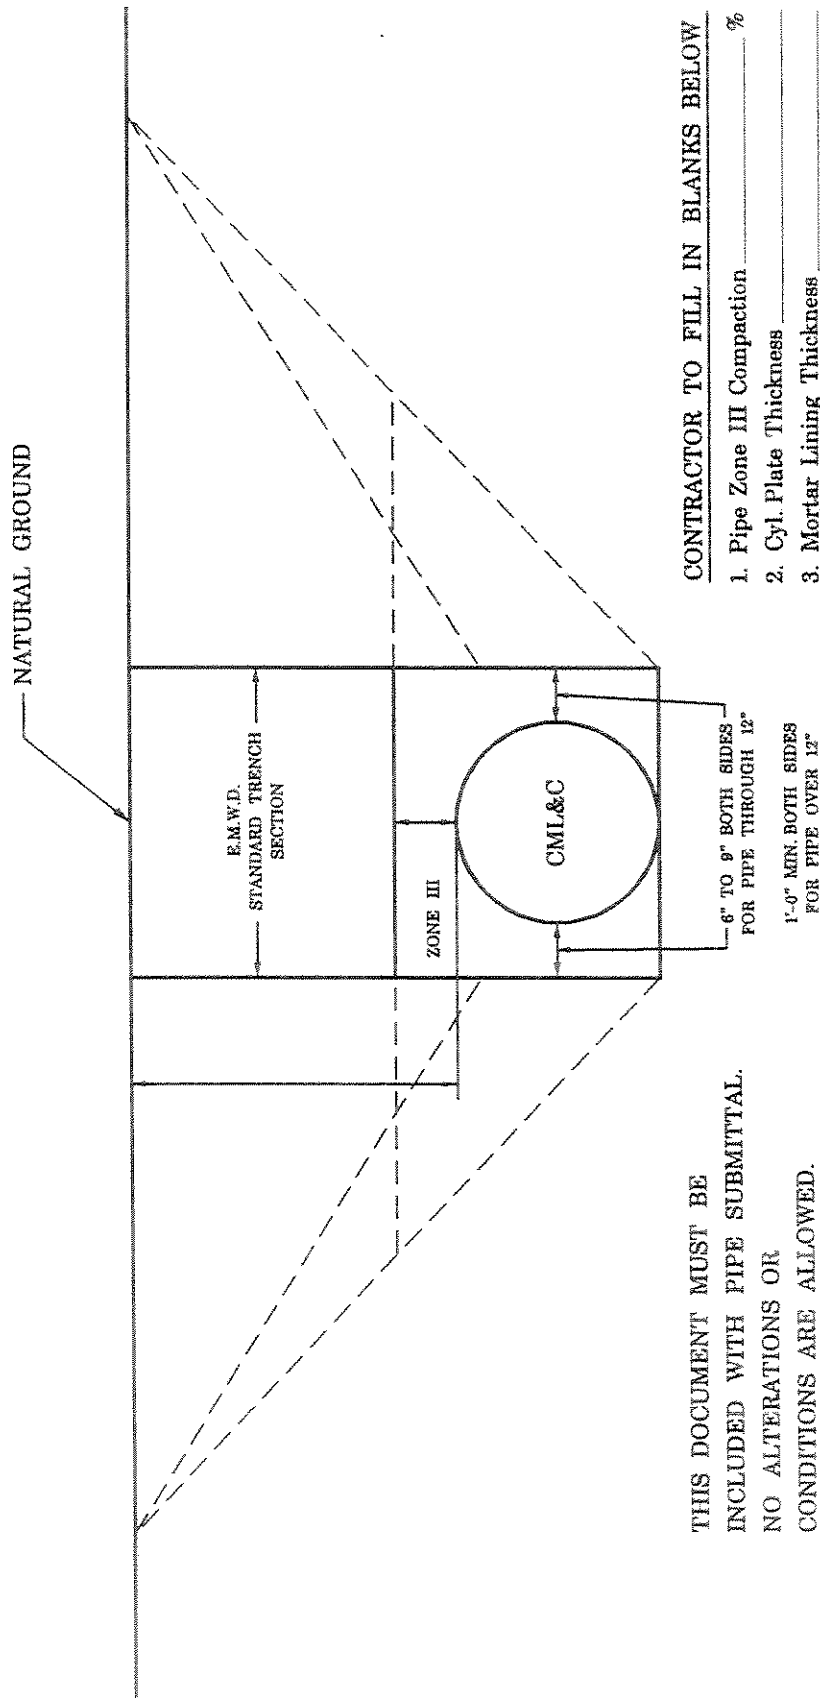 NATURAL GROUND
E.M.W.D.
STANDARD TRENCH
SECTION
ZONE III
CML&C
6" TO 9" BOTH SIDES
FOR PIPE THROUGH 12"
1'-0" MIN. BOTH SIDES
FOR PIPE OVER 12"
THIS DOCUMENT MUST BE
INCLUDED WITH PIPE SUBMITTAL.
NO ALTERATIONS OR
CONDITIONS ARE ALLOWED.
CONTRACTOR TO FILL IN BLANKS BELOW
1. Pipe Zone III Compaction %
2. Cyl. Plate Thickness
3. Mortar Lining Thickness